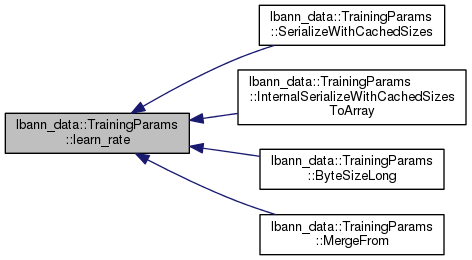 lbann_data::TrainingParams
::SerializeWithCachedSizes
lbann_data::TrainingParams
::InternalSerializeWithCachedSizes
ToArray
lbann_data::TrainingParams
::learn_rate
lbann_data::TrainingParams
::ByteSizeLong
lbann_data::TrainingParams
::MergeFrom